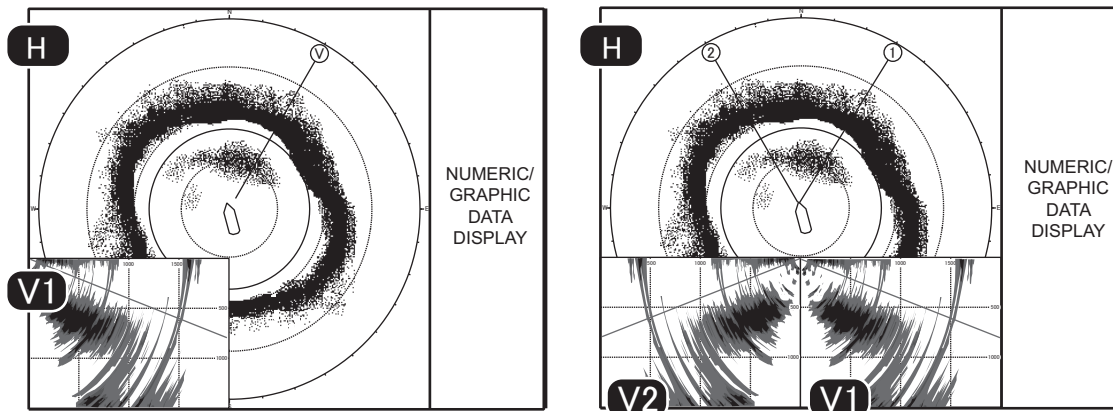 H
N
V
W
E
NUMERIC/
GRAPHIC
DATA
DISPLAY
V1
1000
1500
500
1000
H
N
2
1
W
E
NUMERIC/
GRAPHIC
DATA
DISPLAY
1500
1000
1000
1500
500
500
1000
1000
V2
V1